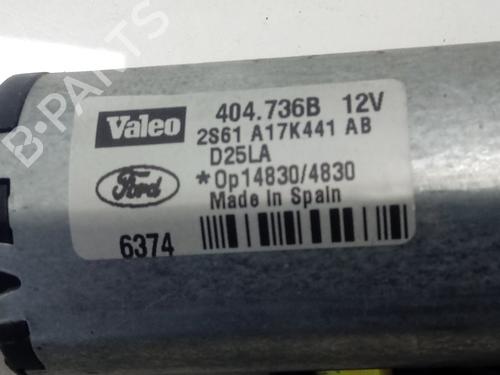 B-PARTS
Valeo
404.736B 12V
2S61 A17K441 AB
D25LA
Ford
*Op14830/4830
Made in Spain
6374